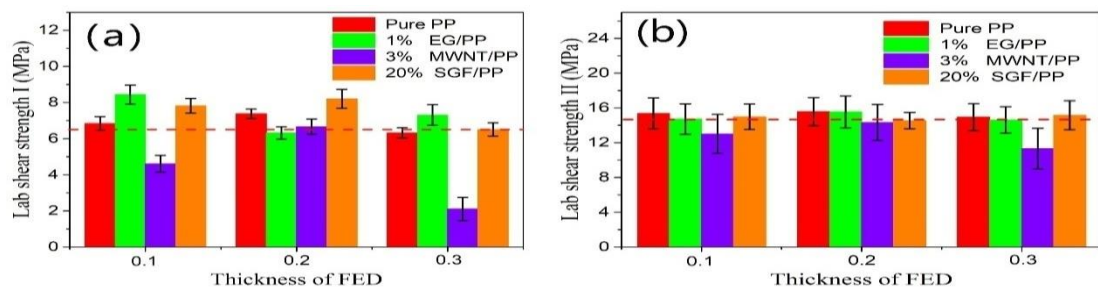 (a)
Pure PP
1% EG/PP
3% MWNT/PP
20% SGF/PP
Lab shear strength I (MPa)
12
10
8
6
4
2
0
0.1 0.2 0.3
Thickness of FED
(b)
Pure PP
1% EG/PP
3% MWNT/PP
20% SGF/PP
Lab shear strength II (MPa)
24
20
16
12
8
4
0
0.1 0.2 0.3
Thickness of FED